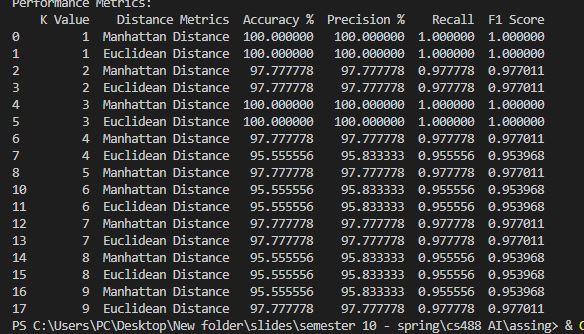 Performance Metrics:
K Value Distance Metrics Accuracy % Precision % Recall F1 Score
0 1 Manhattan Distance 100.000000 100.000000 1.000000 1.000000
1 1 Euclidean Distance 100.000000 100.000000 1.000000 1.000000
2 2 Manhattan Distance 97.777778 97.777778 0.977778 0.977011
3 2 Euclidean Distance 97.777778 97.777778 0.977778 0.977011
4 3 Manhattan Distance 100.000000 100.000000 1.000000 1.000000
5 3 Euclidean Distance 100.000000 100.000000 1.000000 1.000000
6 4 Manhattan Distance 97.777778 97.777778 0.977778 0.977011
7 4 Euclidean Distance 95.555556 95.833333 0.955556 0.953968
8 5 Manhattan Distance 97.777778 97.777778 0.977778 0.977011
9 5 Euclidean Distance 97.777778 97.777778 0.977778 0.977011
10 6 Manhattan Distance 95.555556 95.833333 0.955556 0.953968
11 6 Euclidean Distance 95.555556 95.833333 0.955556 0.953968
12 7 Manhattan Distance 97.777778 97.777778 0.977778 0.977011
13 7 Euclidean Distance 97.777778 97.777778 0.977778 0.977011
14 8 Manhattan Distance 95.555556 95.833333 0.955556 0.953968
15 8 Euclidean Distance 95.555556 95.833333 0.955556 0.953968
16 9 Manhattan Distance 95.555556 95.833333 0.955556 0.953968
17 9 Euclidean Distance 97.777778 97.777778 0.977778 0.977011
PS C:\Users\PC\Desktop\New folder\slides\semester 10 - spring\cs488 AI\assing> &